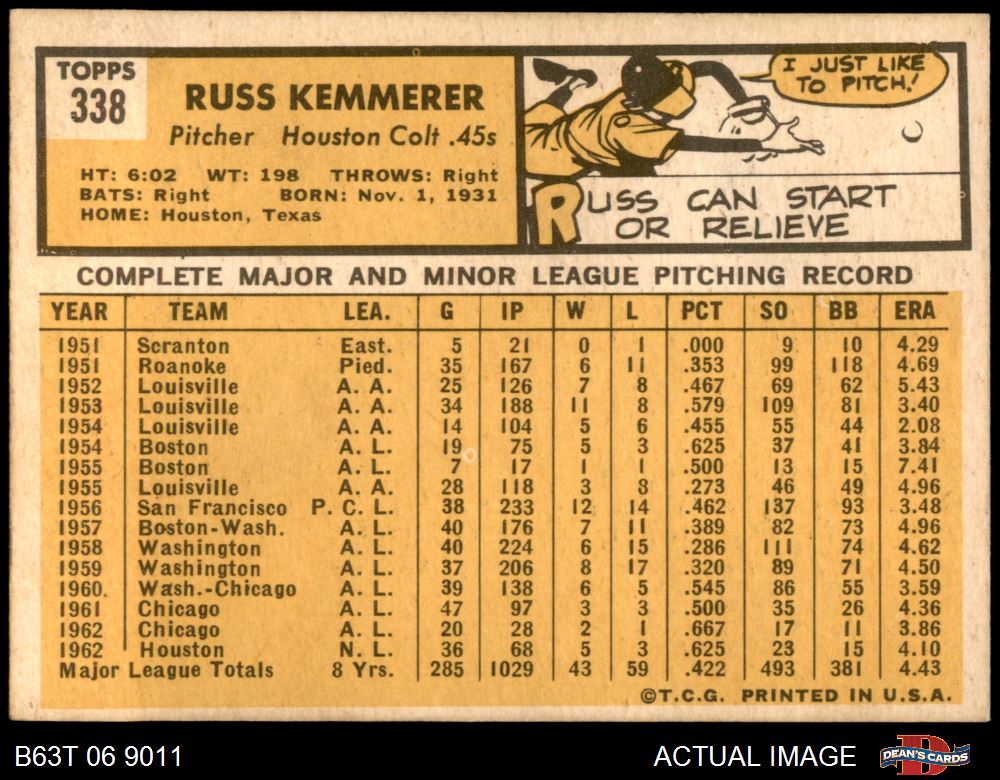 TOPPS
338
RUSS KEMMERER
Pitcher Houston Colt .45s
HT: 6:02 WT: 198 THROWS: Right
BATS: Right BORN: Nov. 1, 1931
HOME: Houston, Texas
I JUST LIKE
TO PITCH!
RUSS CAN START
OR RELIEVE
COMPLETE MAJOR AND MINOR LEAGUE PITCHING RECORD
YEAR TEAM LEA. G IP W L PCT SO BB ERA
1951 Scranton East. 5 21 0 1 .000 9 10 4.29
1951 Roanoke Pied. 35 167 6 11 .353 99 118 4.69
1952 Louisville A. A. 25 126 7 8 .467 69 62 5.43
1953 Louisville A. A. 34 188 11 8 .579 109 81 3.40
1954 Louisville A. A. 14 104 5 6 .455 55 44 2.08
1954 Boston A. L. 19 75 5 3 .625 37 41 3.84
1955 Boston A. L. 7 17 1 1 .500 13 15 7.41
1955 Louisville A. A. 28 118 3 8 .273 46 49 4.96
1956 San Francisco P. C. L. 38 233 12 14 .462 137 93 3.48
1957 Boston-Wash. A. L. 40 176 7 11 .389 82 73 4.96
1958 Washington A. L. 40 224 6 15 .286 111 74 4.62
1959 Washington A. L. 37 206 8 17 .320 89 71 4.50
1960. Wash.-Chicago A. L. 39 138 6 5 .545 86 55 3.59
1961 Chicago A. L. 47 97 3 3 .500 35 26 4.36
1962 Chicago A. L. 20 28 2 1 .667 17 11 3.86
1962 Houston N. L. 36 68 5 3 .625 23 15 4.10
Major League Totals 8 Yrs. 285 1029 43 59 .422 493 381 4.43
©T.C.G. PRINTED IN U.S.A.
B63T 06 9011 ACTUAL IMAGE DEAN'S CARDS